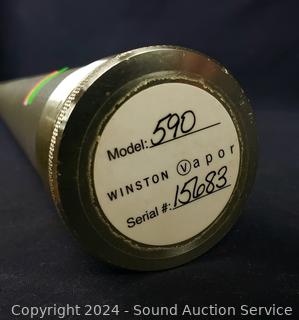 Model: 590
WINSTON Vapor
Serial #: 15683
Copyright 2024 - Sound Auction Service